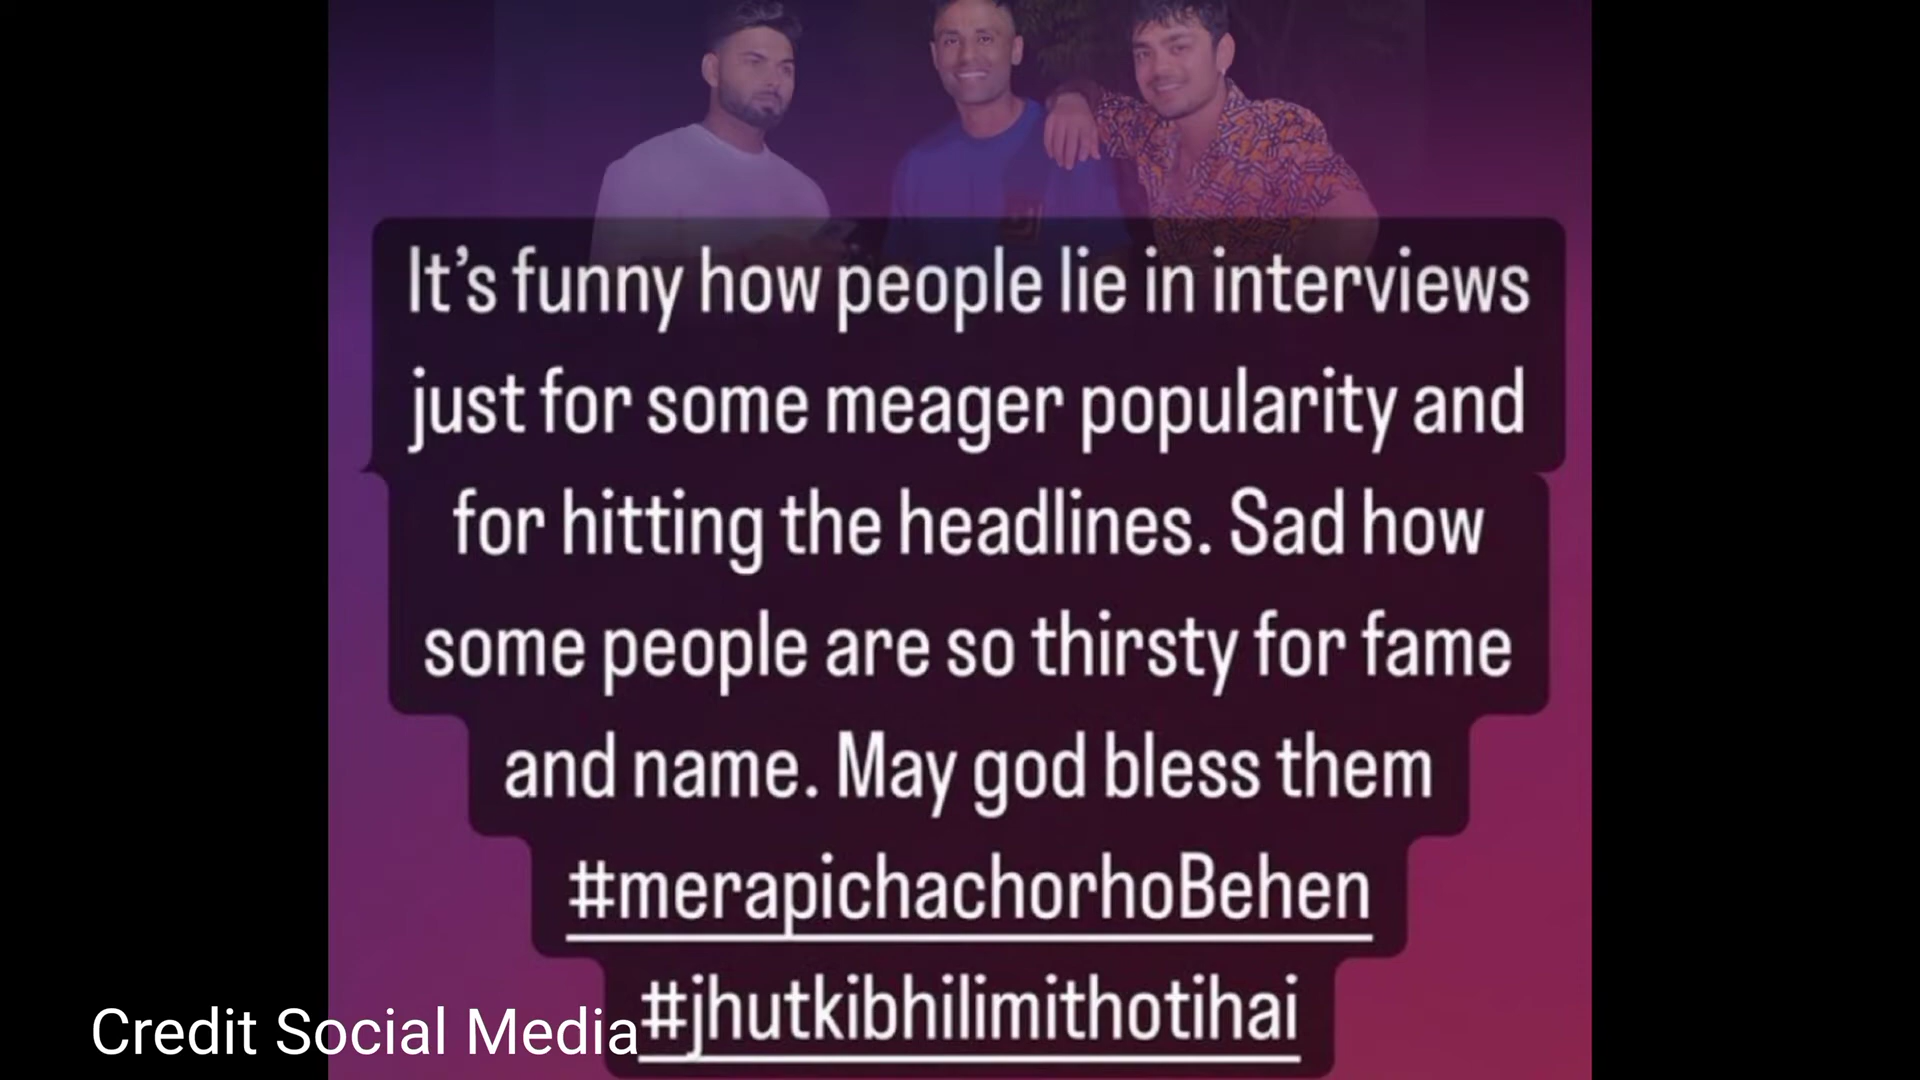 It's funny how people lie in interviews
just for some meager popularity and
for hitting the headlines. Sad how
some people are so thirsty for fame
and name. May god bless them
#merapichachorhoBehen
#jhutkibhilimithotihai
Credit Social Media